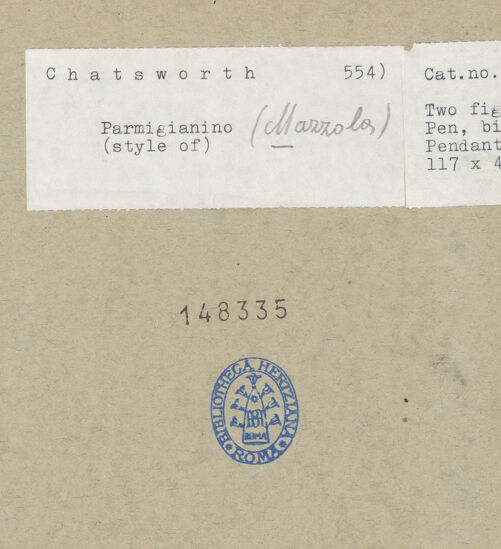 Chatsworth 554)
Parmigianino (Mazzola)
(style of)
Cat.no.
Two fig
Pen, bi
Pendant
117 x 4
148335
BIBLIOTHECA HERTZIANA
ROMA
ROMA